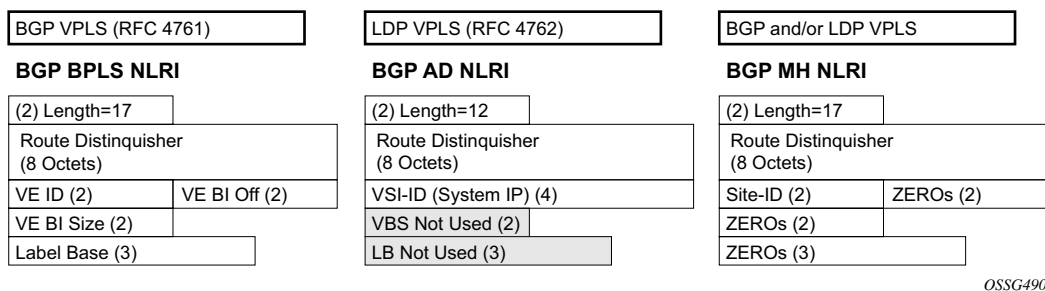 BGP VPLS (RFC 4761)
BGP BPLS NLRI
(2) Length=17
Route Distinquisher
(8 Octets)
VE ID (2)
VE BI Off (2)
VE BI Size (2)
Label Base (3)
LDP VPLS (RFC 4762)
BGP AD NLRI
(2) Length=12
Route Distinquisher
(8 Octets)
VSI-ID (System IP) (4)
VBS Not Used (2)
LB Not Used (3)
BGP and/or LDP VPLS
BGP MH NLRI
(2) Length=17
Route Distinquisher
(8 Octets)
Site-ID (2)
ZEROs (2)
ZEROs (2)
ZEROs (3)
OSSG490